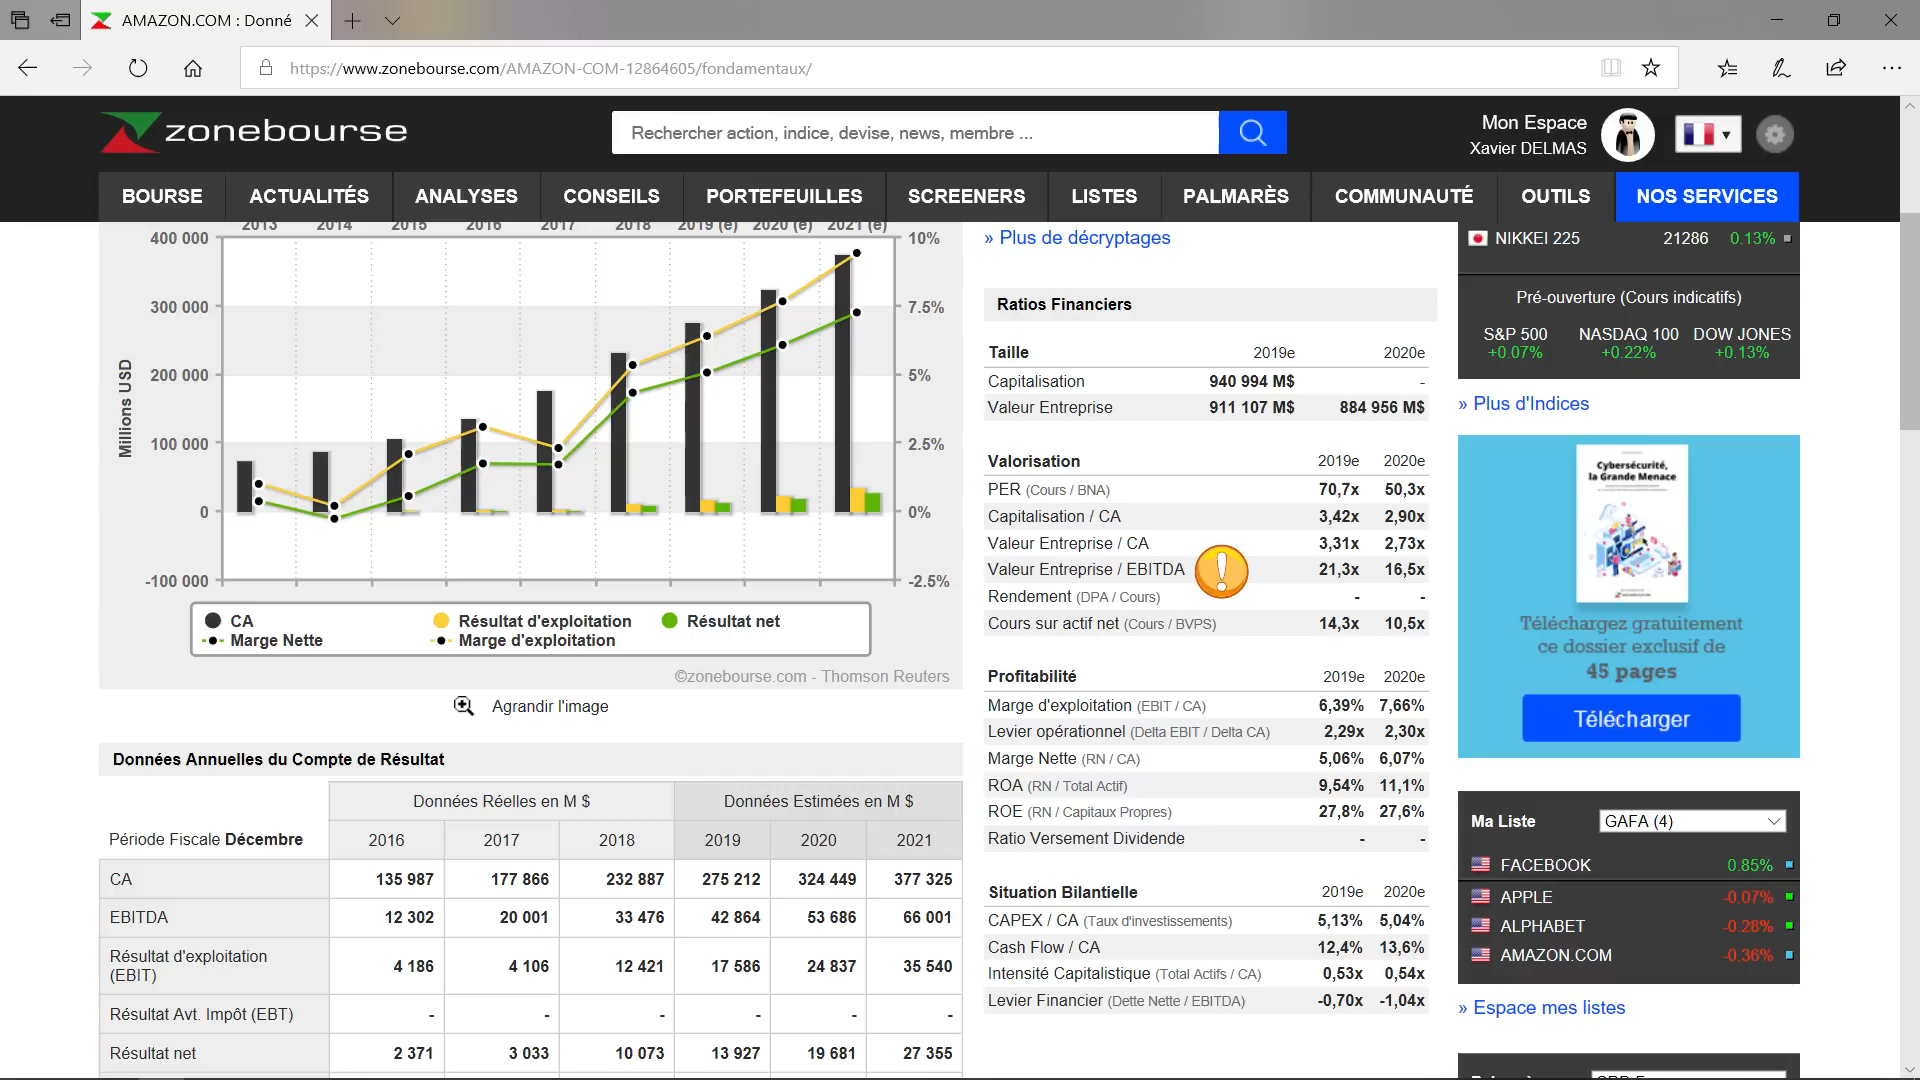 AMAZON.COM : Donné
https://www.zonebourse.com/AMAZON-COM-12864605/fondamentaux/
zonebourse
Rechercher action, indice, devise, news, membre ...
Mon Espace
Xavier DELMAS
BOURSE ACTUALITÉS ANALYSES CONSEILS PORTEFEUILLES SCREENERS LISTES PALMARÈS COMMUNAUTÉ OUTILS NOS SERVICES
2013 2014 2015 2016 2017 2018 2019 (e) 2020 (e) 2021 (e)
400 000 10%
300 000 7.5%
200 000 5%
100 000 2.5%
0 0%
-100 000 -2.5%
Millions USD
CA Résultat d'exploitation Résultat net
Marge Nette Marge d'exploitation
©zonebourse.com - Thomson Reuters
Agrandir l'image
Données Annuelles du Compte de Résultat
Données Réelles en M $ Données Estimées en M $
Période Fiscale Décembre 2016 2017 2018 2019 2020 2021
CA 135 987 177 866 232 887 275 212 324 449 377 325
EBITDA 12 302 20 001 33 476 42 864 53 686 66 001
Résultat d'exploitation
(EBIT) 4 186 4 106 12 421 17 586 24 837 35 540
Résultat Avt. Impôt (EBT) - - - - - -
Résultat net 2 371 3 033 10 073 13 927 19 681 27 355
» Plus de décryptages
Ratios Financiers
Taille 2019e 2020e
Capitalisation 940 994 M$ -
Valeur Entreprise 911 107 M$ 884 956 M$
Valorisation 2019e 2020e
PER (Cours / BNA) 70,7x 50,3x
Capitalisation / CA 3,42x 2,90x
Valeur Entreprise / CA 3,31x 2,73x
Valeur Entreprise / EBITDA 21,3x 16,5x
Rendement (DPA / Cours) - -
Cours sur actif net (Cours / BVPS) 14,3x 10,5x
Profitabilité 2019e 2020e
Marge d'exploitation (EBIT / CA) 6,39% 7,66%
Levier opérationnel (Delta EBIT / Delta CA) 2,29x 2,30x
Marge Nette (RN / CA) 5,06% 6,07%
ROA (RN / Total Actif) 9,54% 11,1%
ROE (RN / Capitaux Propres) 27,8% 27,6%
Ratio Versement Dividende - -
Situation Bilantielle 2019e 2020e
CAPEX / CA (Taux d'investissements) 5,13% 5,04%
Cash Flow / CA 12,4% 13,6%
Intensité Capitalistique (Total Actifs / CA) 0,53x 0,54x
Levier Financier (Dette Nette / EBITDA) -0,70x -1,04x
NIKKEI 225 21286 0.13%
Pré-ouverture (Cours indicatifs)
S&P 500 NASDAQ 100 DOW JONES
+0.07% +0.22% +0.13%
» Plus d'Indices
Cybersécurité,
la Grande Menace
Téléchargez gratuitement
ce dossier exclusif de
45 pages
Télécharger
Ma Liste GAFA (4)
FACEBOOK 0.85%
APPLE -0.07%
ALPHABET -0.28%
AMAZON.COM -0.36%
» Espace mes listes